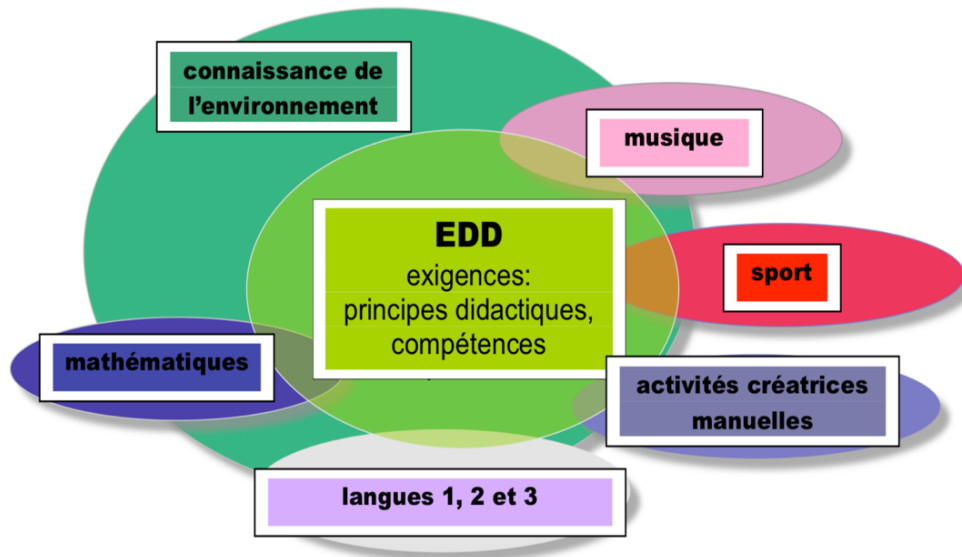 connaissance de
l'environnement
musique
EDD
exigences:
principes didactiques,
compétences
sport
mathématiques
activités créatrices
manuelles
langues 1, 2 et 3